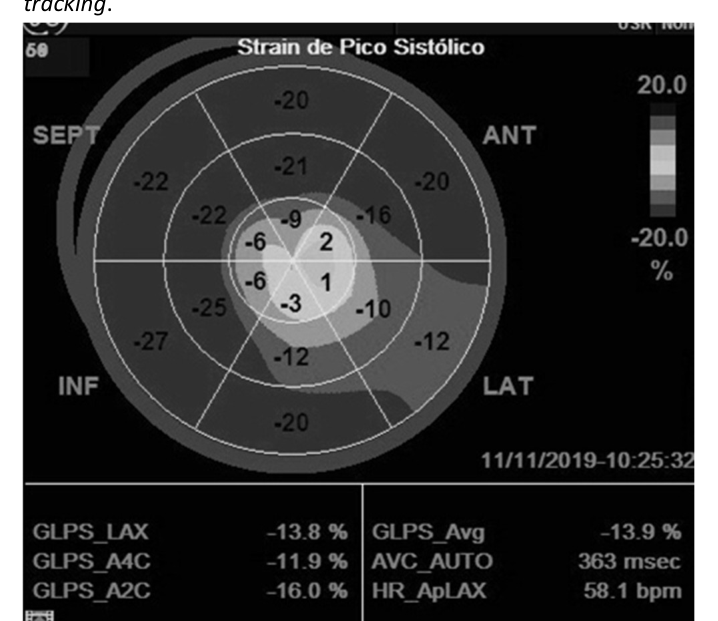 tracking.
Strain de Pico Sistólico
20.0
SEPT
ANT
-20
-22
-21
-20
-22
-9
-16
-6
2
-20.0
%
-6
1
-25
-3
-10
-27
-12
-12
INF
LAT
-20
11/11/2019-10:25:32
GLPS_LAX -13.8 %
GLPS_A4C -11.9 %
GLPS_A2C -16.0 %
GLPS_Avg -13.9 %
AVC_AUTO 363 msec
HR_ApLAX 58.1 bpm